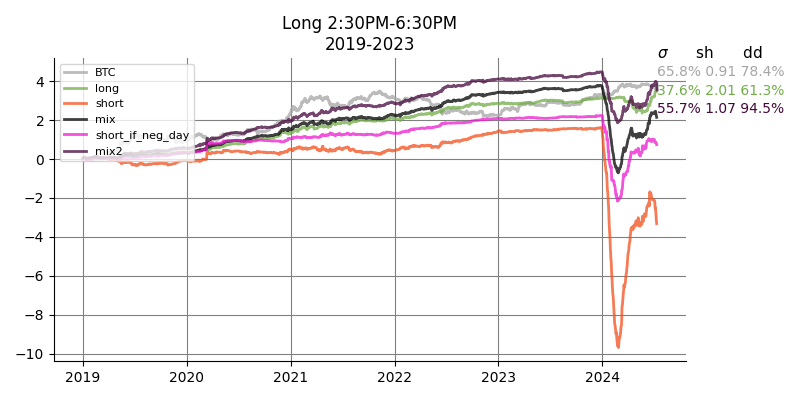 Long 2:30PM-6:30PM
2019-2023
σ sh dd
65.8% 0.91 78.4%
37.6% 2.01 61.3%
55.7% 1.07 94.5%
BTC
long
short
mix
short_if_neg_day
mix2
4
2
0
−2
−4
−6
−8
−10
2019 2020 2021 2022 2023 2024